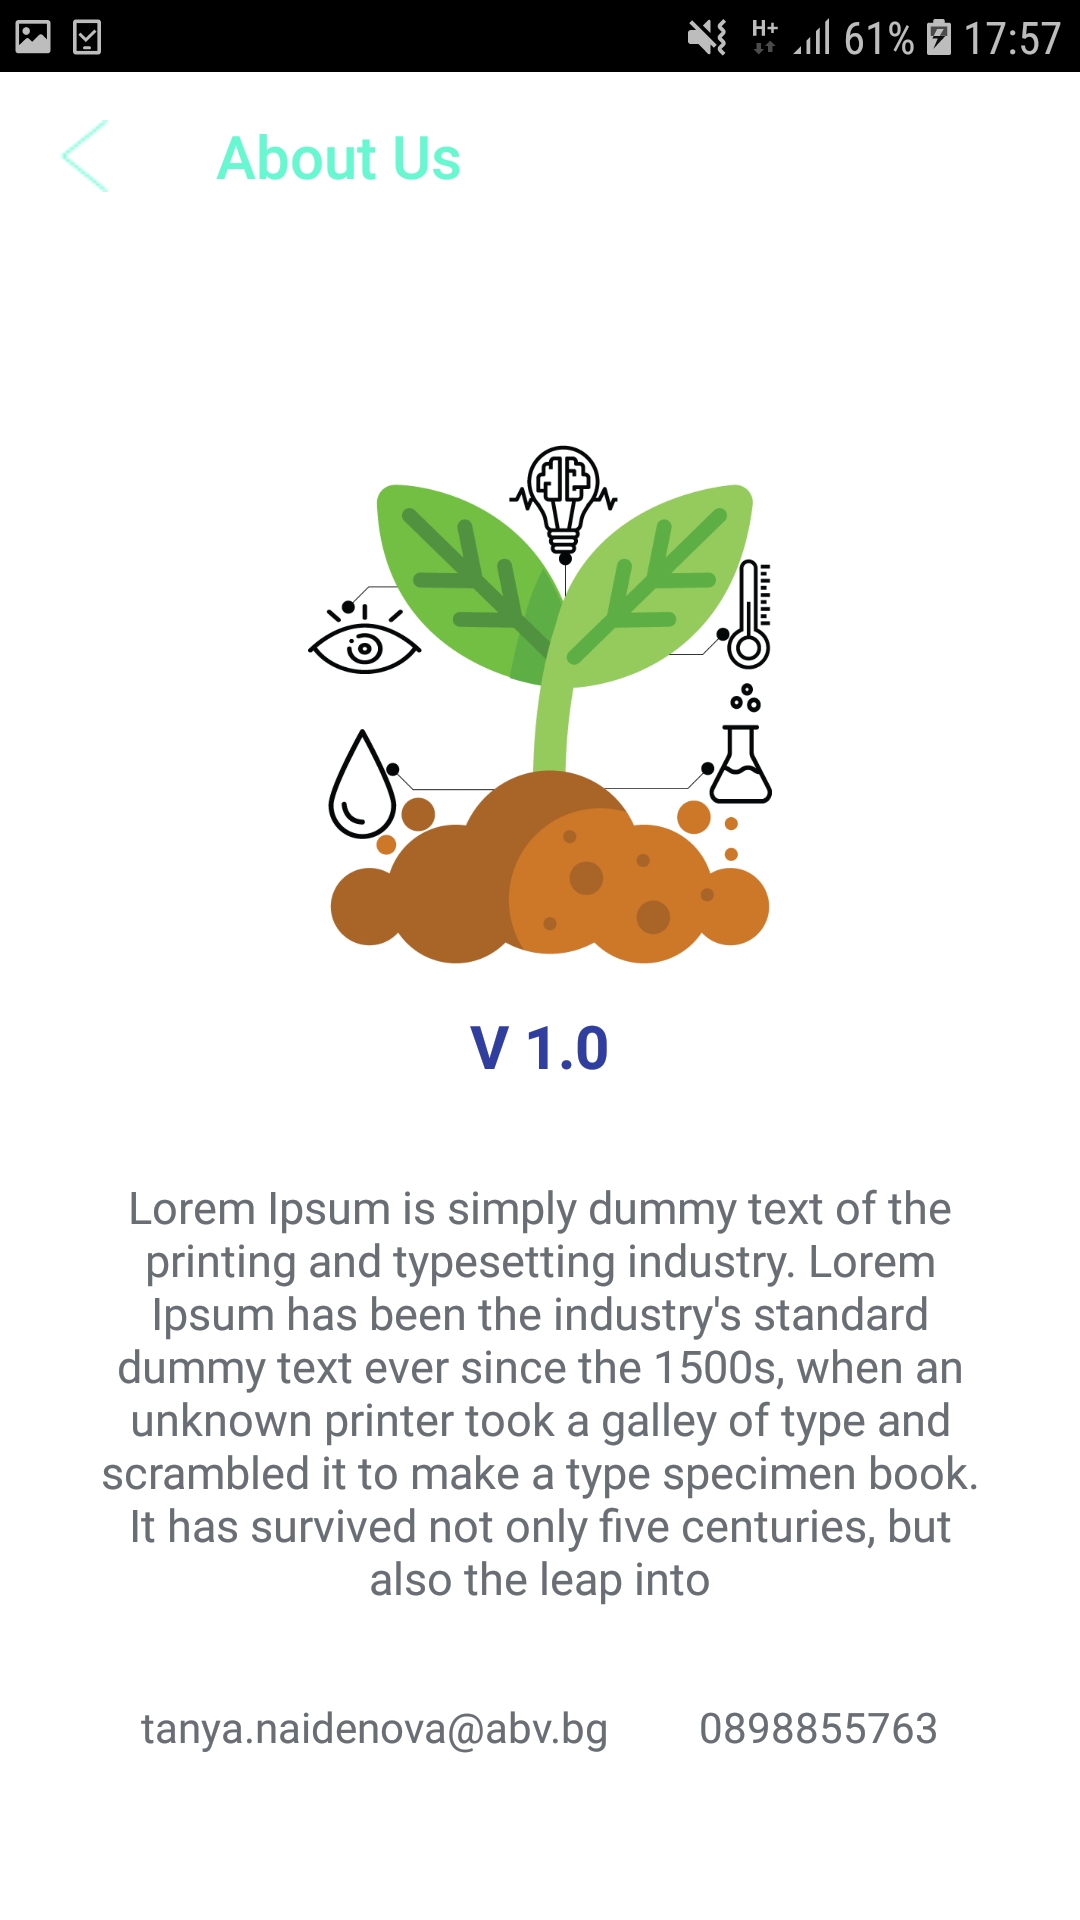 H+ 61% 17:57
About Us
V 1.0
Lorem Ipsum is simply dummy text of the
printing and typesetting industry. Lorem
Ipsum has been the industry's standard
dummy text ever since the 1500s, when an
unknown printer took a galley of type and
scrambled it to make a type specimen book.
It has survived not only five centuries, but
also the leap into
tanya.naidenova@abv.bg 0898855763